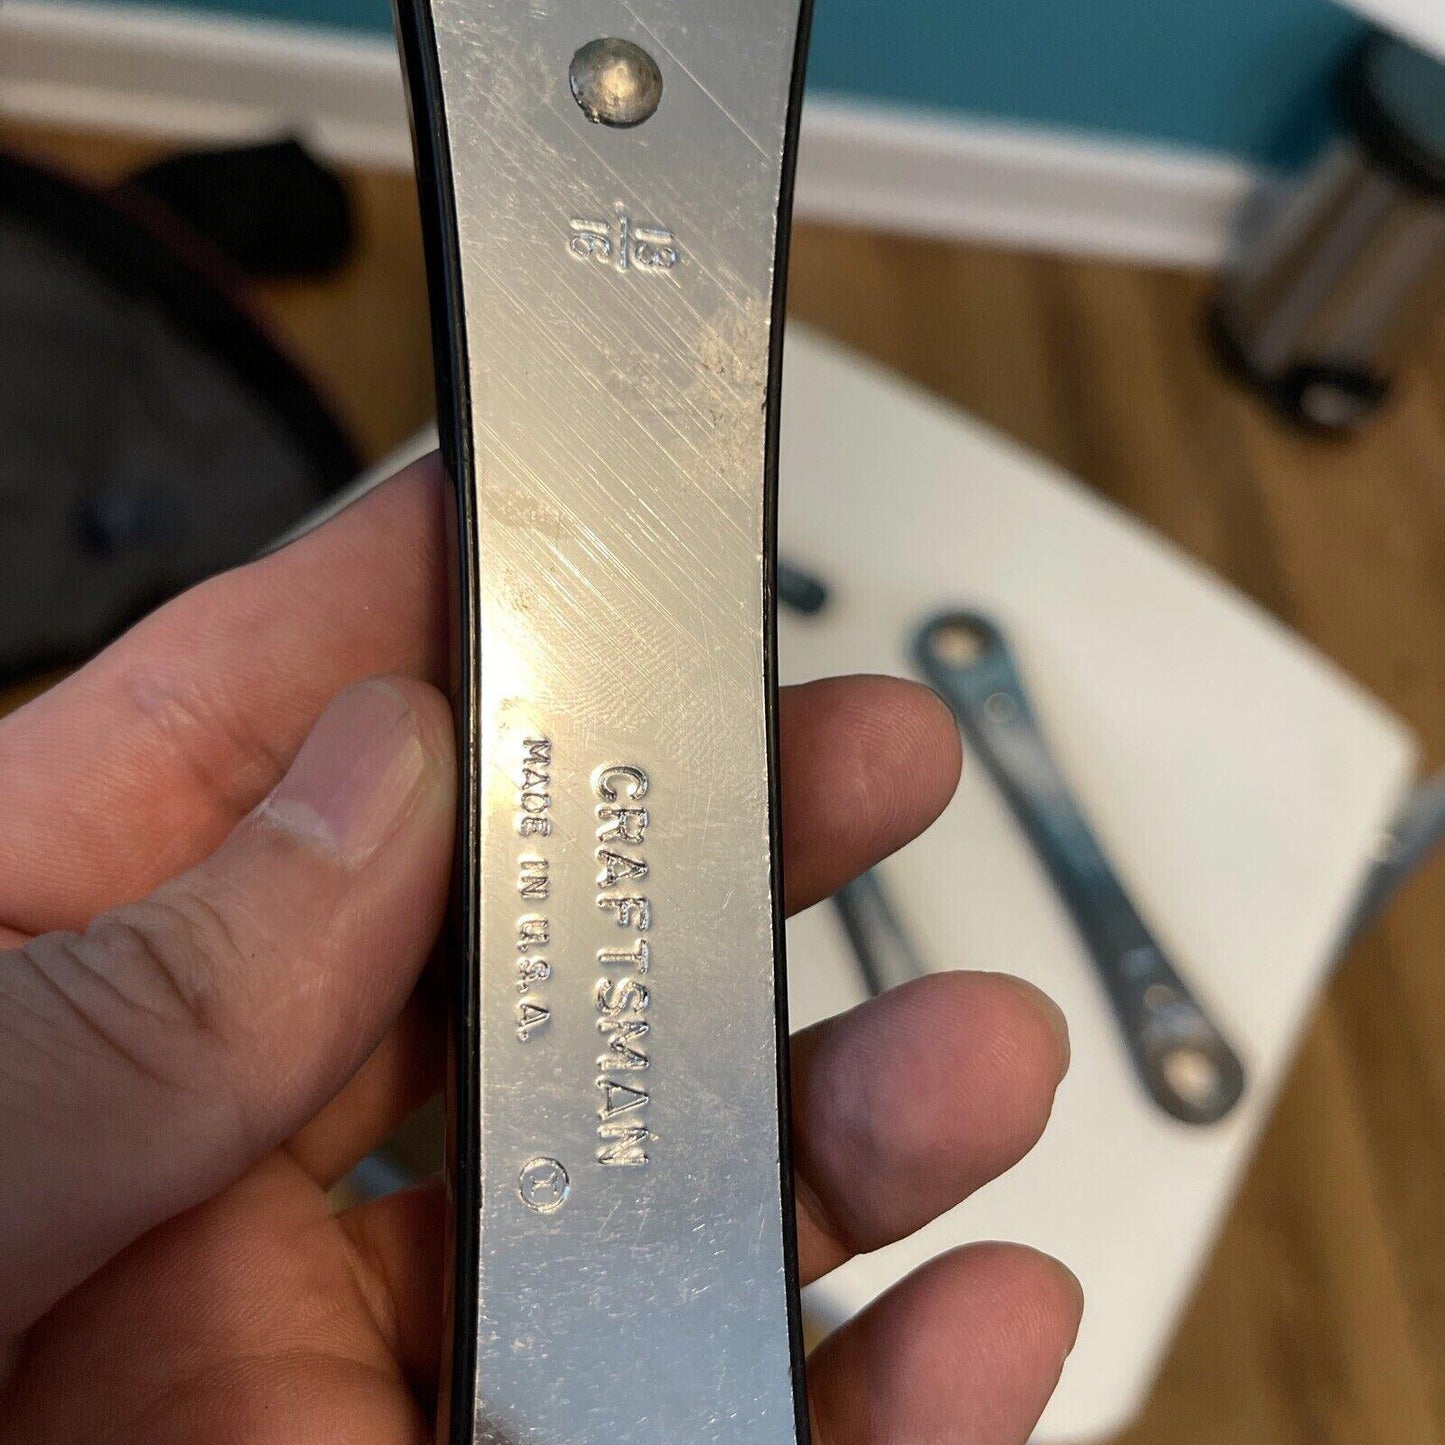 13
16
CRAFTSMAN
MADE IN U.S.A.